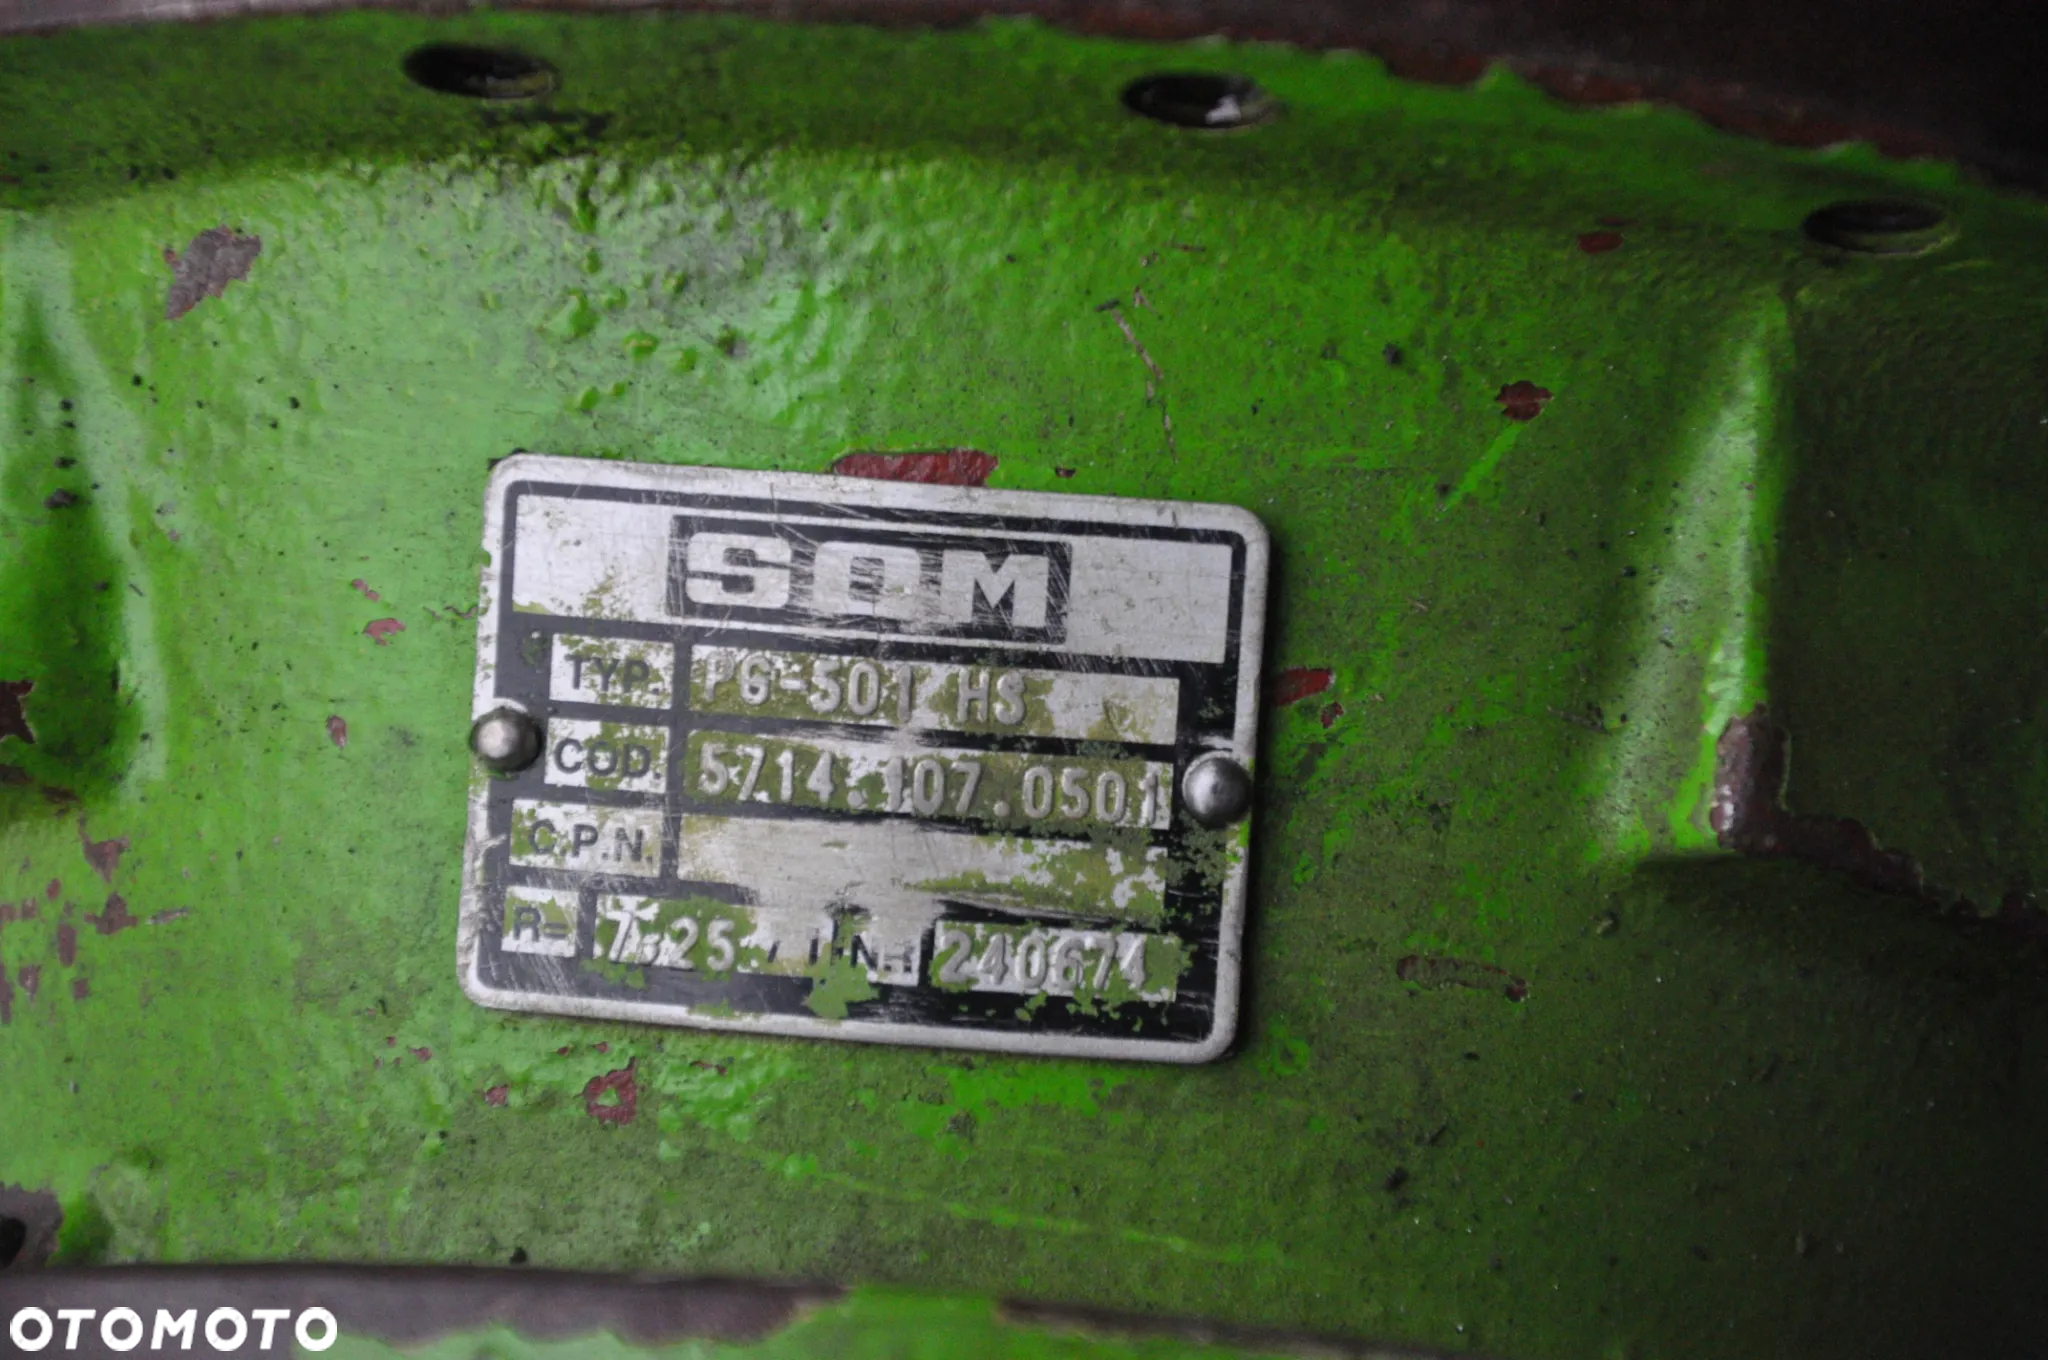 SOM
TYP. PG-501 HS
COD. 5714.107.0501
C.P.N.
R= 7.25 240674
OTOMOTO